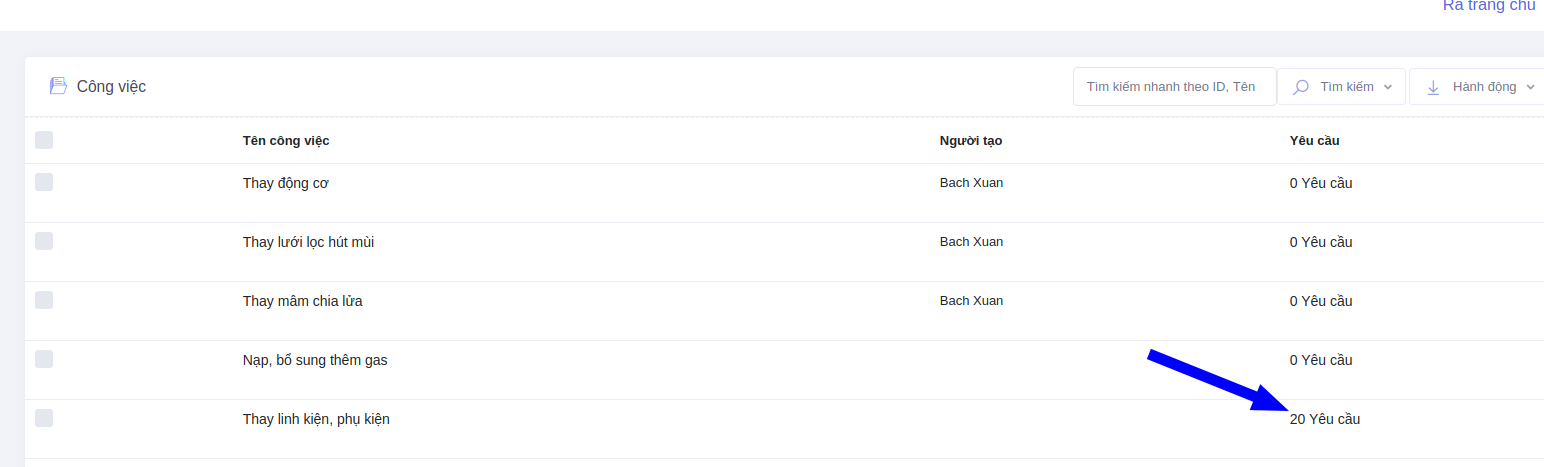 Ra trang chủ
Công việc
Tìm kiếm nhanh theo ID, Tên
Tìm kiếm
Hành động
Tên công việc Người tạo Yêu cầu
Thay động cơ Bach Xuan 0 Yêu cầu
Thay lưới lọc hút mùi Bach Xuan 0 Yêu cầu
Thay mâm chia lửa Bach Xuan 0 Yêu cầu
Nạp, bổ sung thêm gas 0 Yêu cầu
Thay linh kiện, phụ kiện 20 Yêu cầu